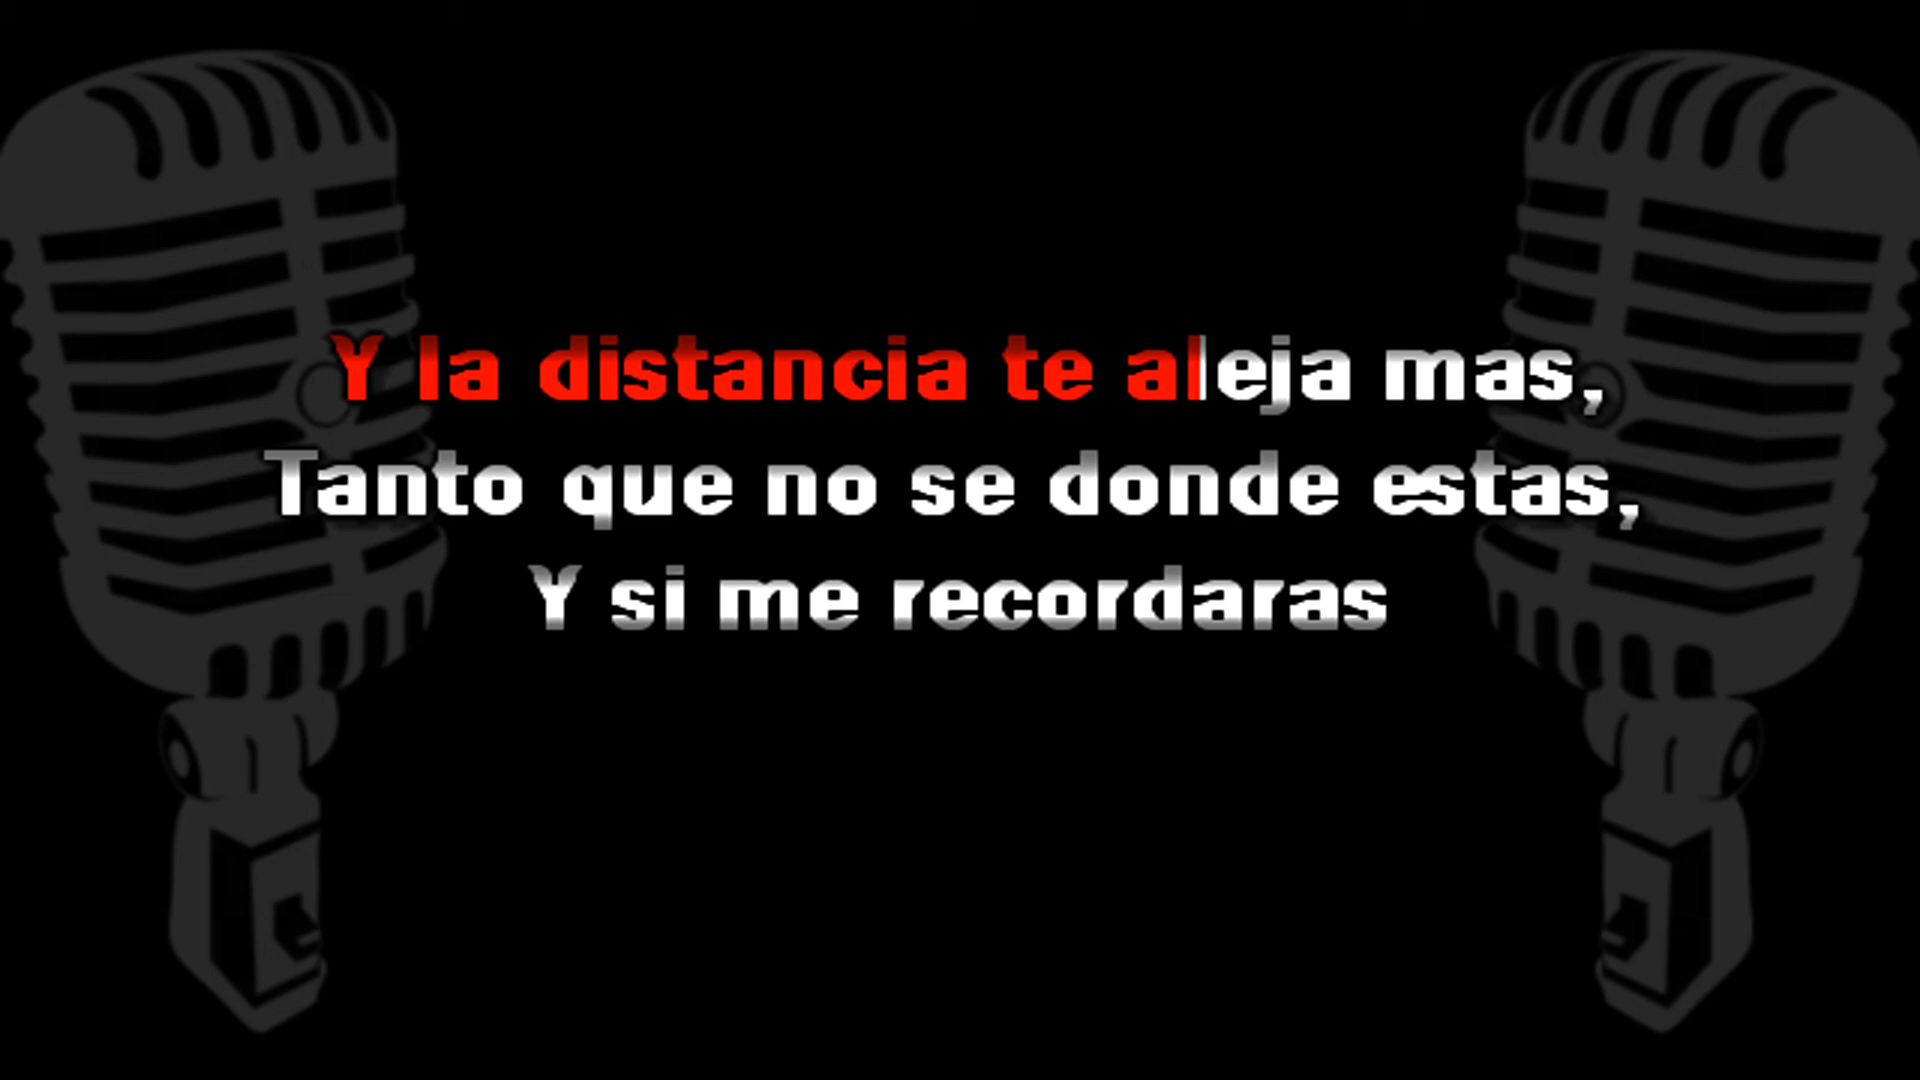 Y la distancia te aleja mas,
Tanto que no se donde estas,
Y si me recordaras